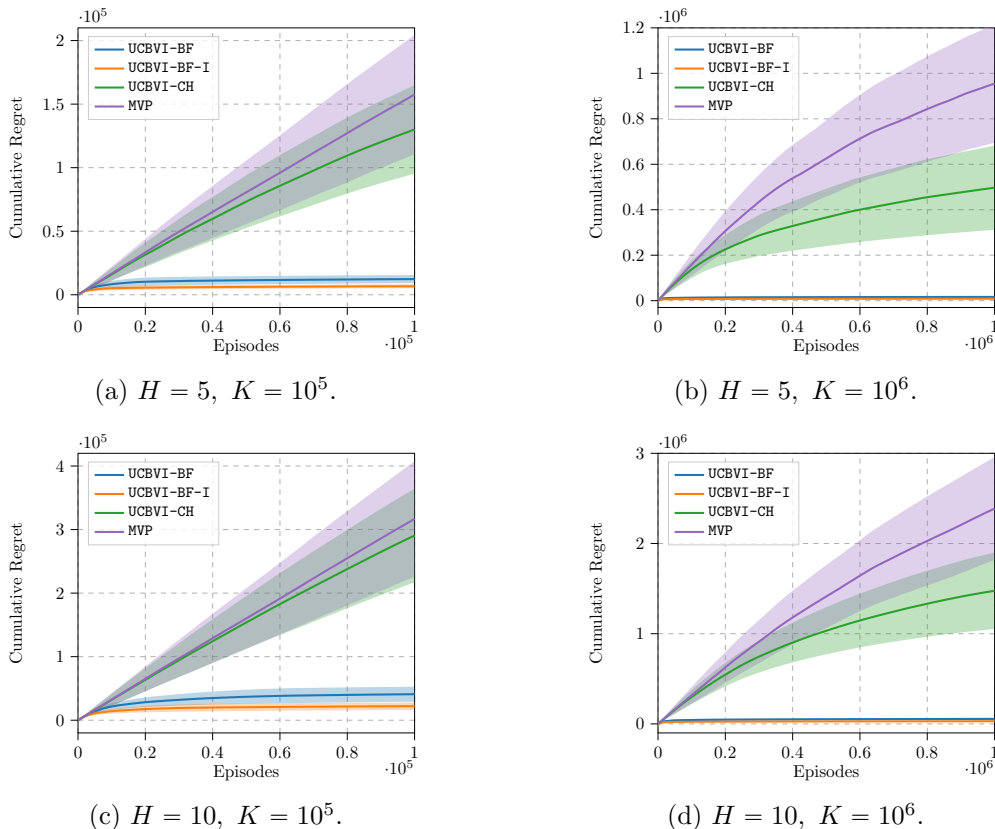 ·10^5
2
1.5
1
0.5
0
Cumulative Regret
UCBVI-BF
UCBVI-BF-I
UCBVI-CH
MVP
0 0.2 0.4 0.6 0.8 1
Episodes
·10^5
(a) H = 5, K = 10^5.
·10^6
1.2
1
0.8
0.6
0.4
0.2
0
Cumulative Regret
UCBVI-BF
UCBVI-BF-I
UCBVI-CH
MVP
0 0.2 0.4 0.6 0.8 1
Episodes
·10^6
(b) H = 5, K = 10^6.
·10^5
4
3
2
1
0
Cumulative Regret
UCBVI-BF
UCBVI-BF-I
UCBVI-CH
MVP
0 0.2 0.4 0.6 0.8 1
Episodes
·10^5
(c) H = 10, K = 10^5.
·10^6
3
2
1
0
Cumulative Regret
UCBVI-BF
UCBVI-BF-I
UCBVI-CH
MVP
0 0.2 0.4 0.6 0.8 1
Episodes
·10^6
(d) H = 10, K = 10^6.